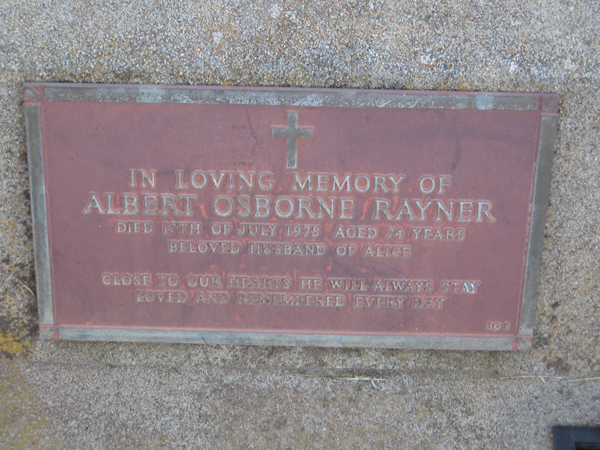 IN LOVING MEMORY OF
ALBERT OSBORNE RAYNER
DIED OF JULY 1975 AGED 74 YEARS
BELOVED HUSBAND OF ALICE
CLOSE TO OUR HEARTS HE WILL ALWAYS STAY
LOVED AND REMEMBERED EVERY DAY